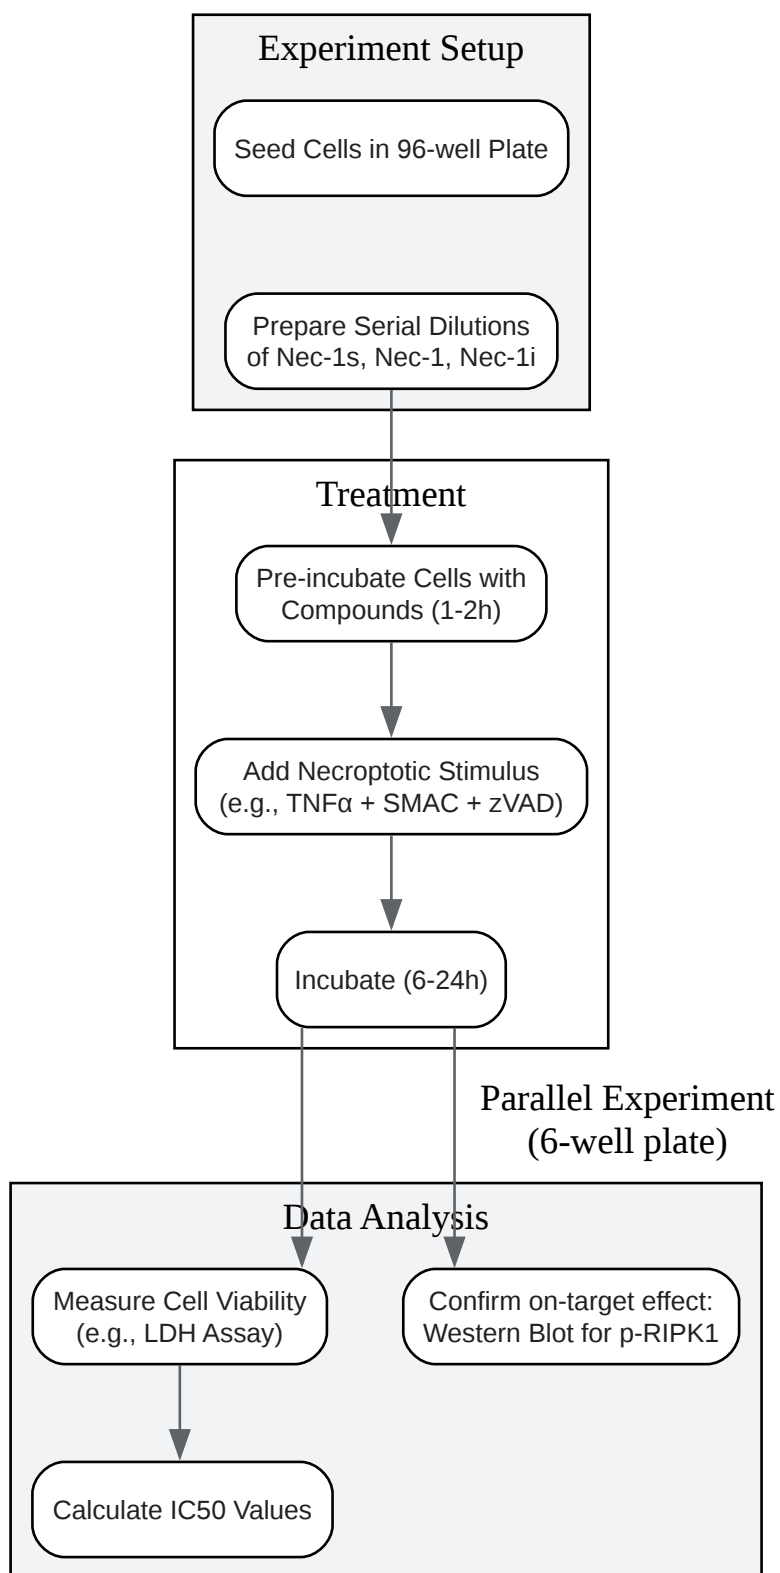 Experiment Setup
Seed Cells in 96-well Plate
Prepare Serial Dilutions
of Nec-1s, Nec-1, Nec-1i
Treatment
Pre-incubate Cells with
Compounds (1-2h)
Add Necroptotic Stimulus
(e.g., TNFα + SMAC + zVAD)
Incubate (6-24h)
Parallel Experiment
(6-well plate)
Data Analysis
Measure Cell Viability
(e.g., LDH Assay)
Confirm on-target effect:
Western Blot for p-RIPK1
Calculate IC50 Values